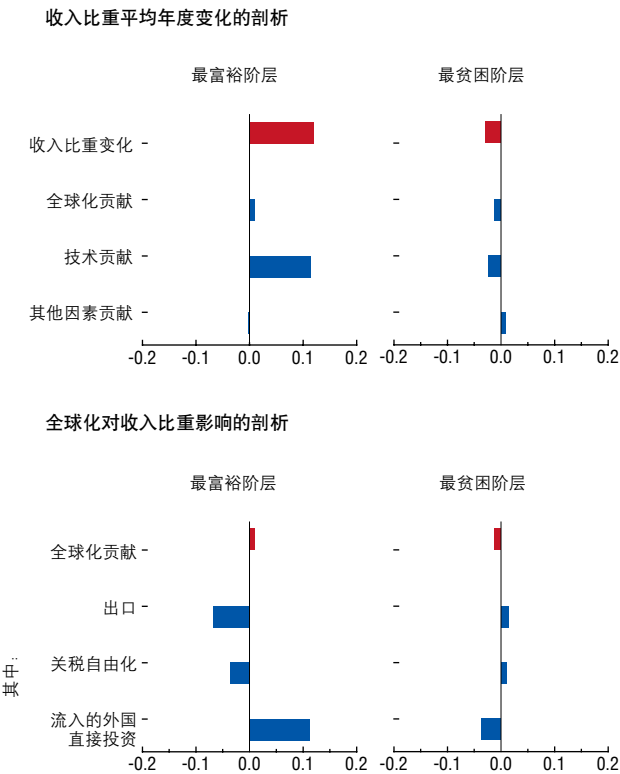 收入比重平均年度变化的剖析
最富裕阶层 最贫困阶层
收入比重变化
全球化贡献
技术贡献
其他因素贡献
-0.2 -0.1 0.0 0.1 0.2 -0.2 -0.1 0.0 0.1 0.2
全球化对收入比重影响的剖析
最富裕阶层 最贫困阶层
全球化贡献
出口
关税自由化
其中：
流入的外国
直接投资
-0.2 -0.1 0.0 0.1 0.2 -0.2 -0.1 0.0 0.1 0.2